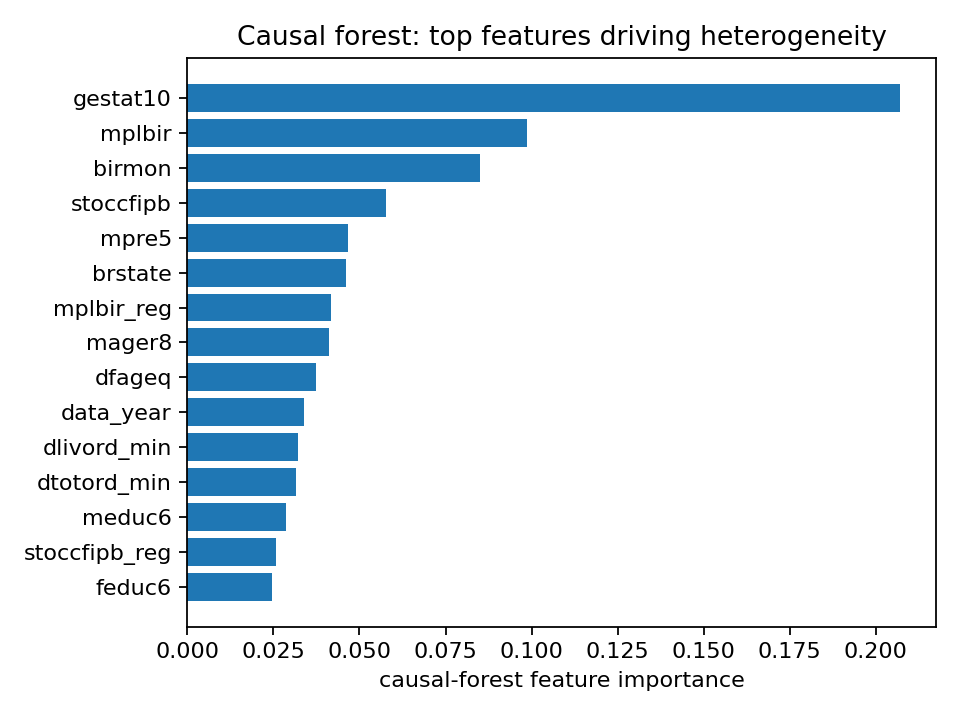 Causal forest: top features driving heterogeneity
gestat10
mplbir
birmon
stoccfipb
mpre5
brstate
mplbir_reg
mager8
dfageq
data_year
dlivord_min
dtotord_min
meduc6
stoccfipb_reg
feduc6
0.000 0.025 0.050 0.075 0.100 0.125 0.150 0.175 0.200
causal-forest feature importance